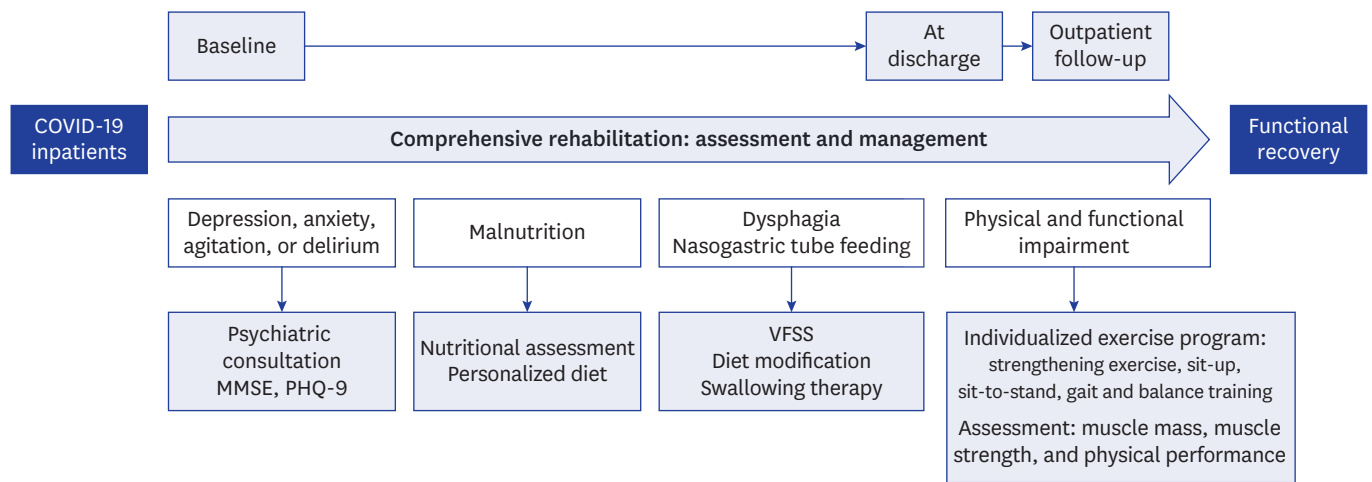 Baseline
At
discharge
Outpatient
follow-up
COVID-19
inpatients
Comprehensive rehabilitation: assessment and management
Functional
recovery
Depression, anxiety,
agitation, or delirium
Malnutrition
Dysphagia
Nasogastric tube feeding
Physical and functional
impairment
Psychiatric
consultation
MMSE, PHQ-9
Nutritional assessment
Personalized diet
VFSS
Diet modification
Swallowing therapy
Individualized exercise program:
strengthening exercise, sit-up,
sit-to-stand, gait and balance training
Assessment: muscle mass, muscle
strength, and physical performance